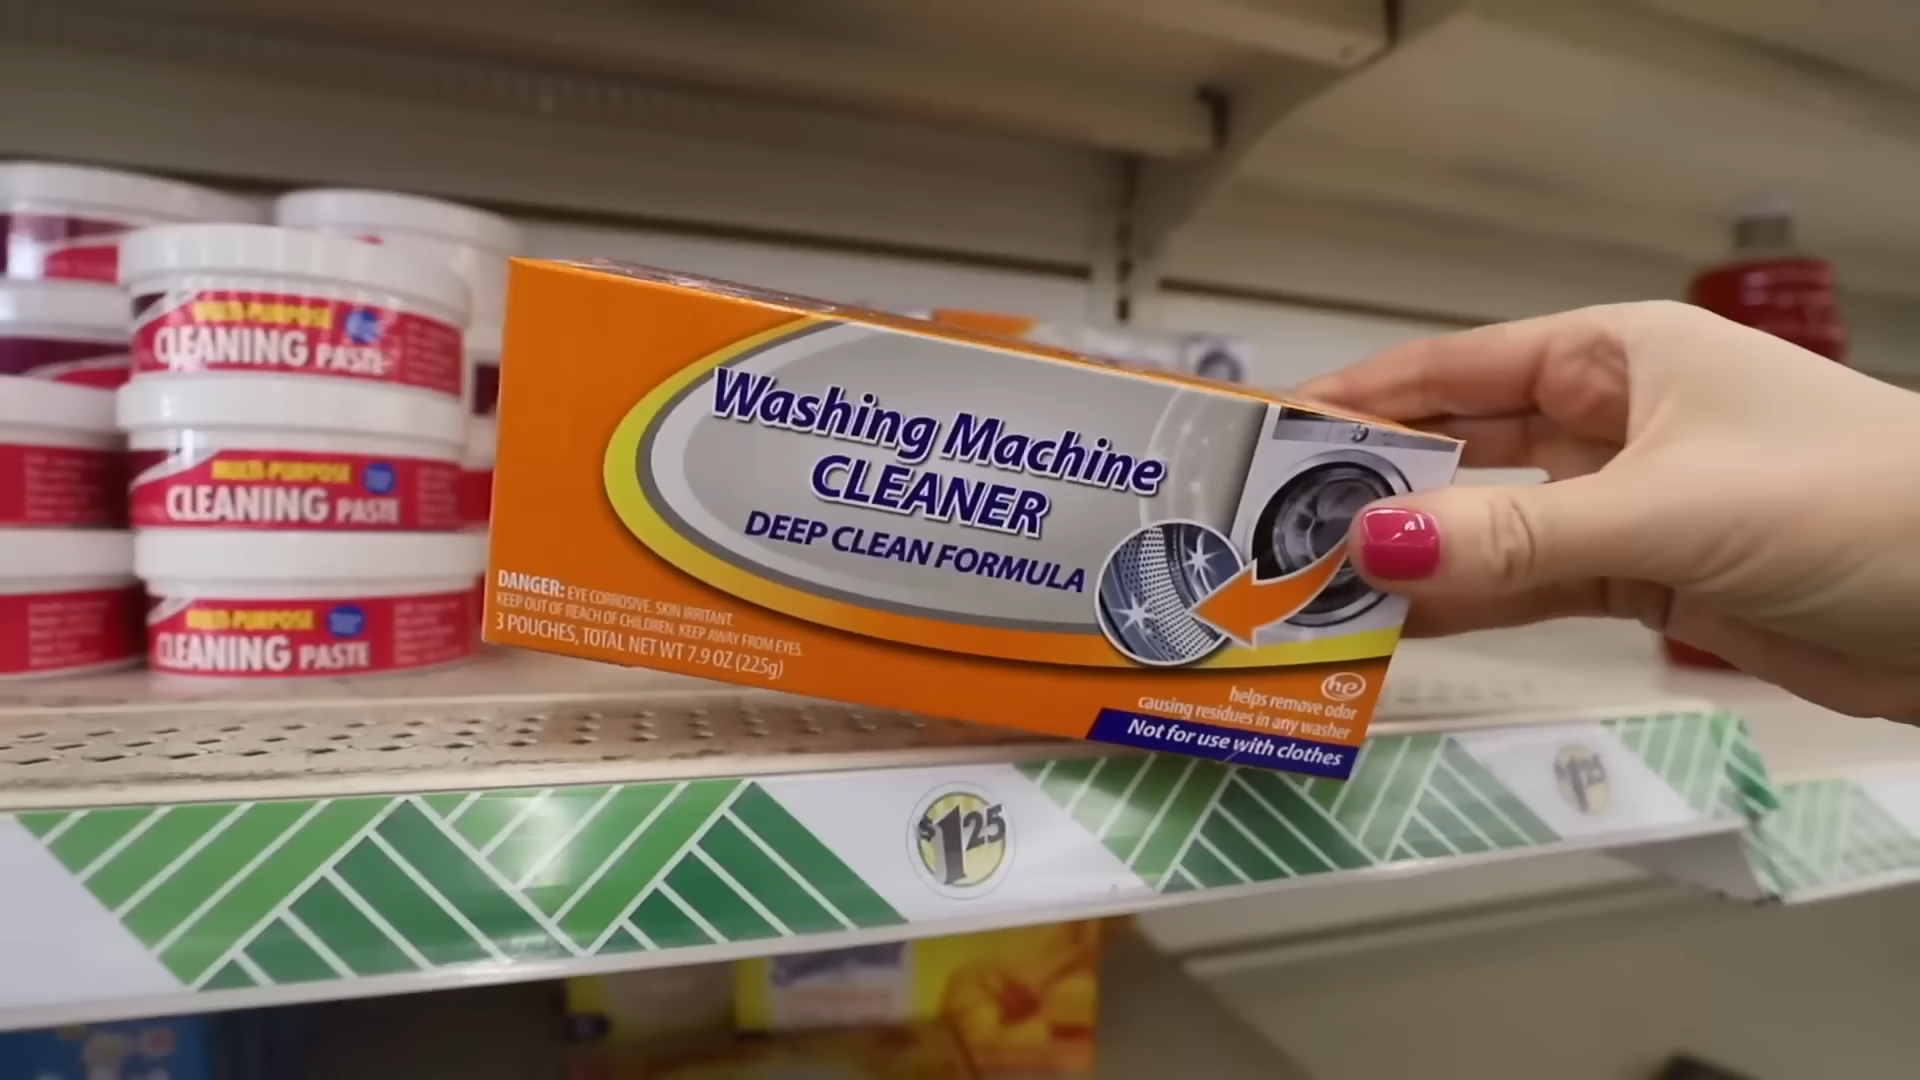 Washing Machine
CLEANER
DEEP CLEAN FORMULA
DANGER: EYE CORROSIVE. SKIN IRRITANT.
KEEP OUT OF REACH OF CHILDREN. KEEP AWAY FROM EYES.
3 POUCHES, TOTAL NET WT 7.9 OZ (225g)
he
helps remove odor
causing residues in any washer
Not for use with clothes
MULTI-PURPOSE
CLEANING PASTE
MULTI-PURPOSE
CLEANING PASTE
MULTI-PURPOSE
CLEANING PASTE
$1.25
$1.25